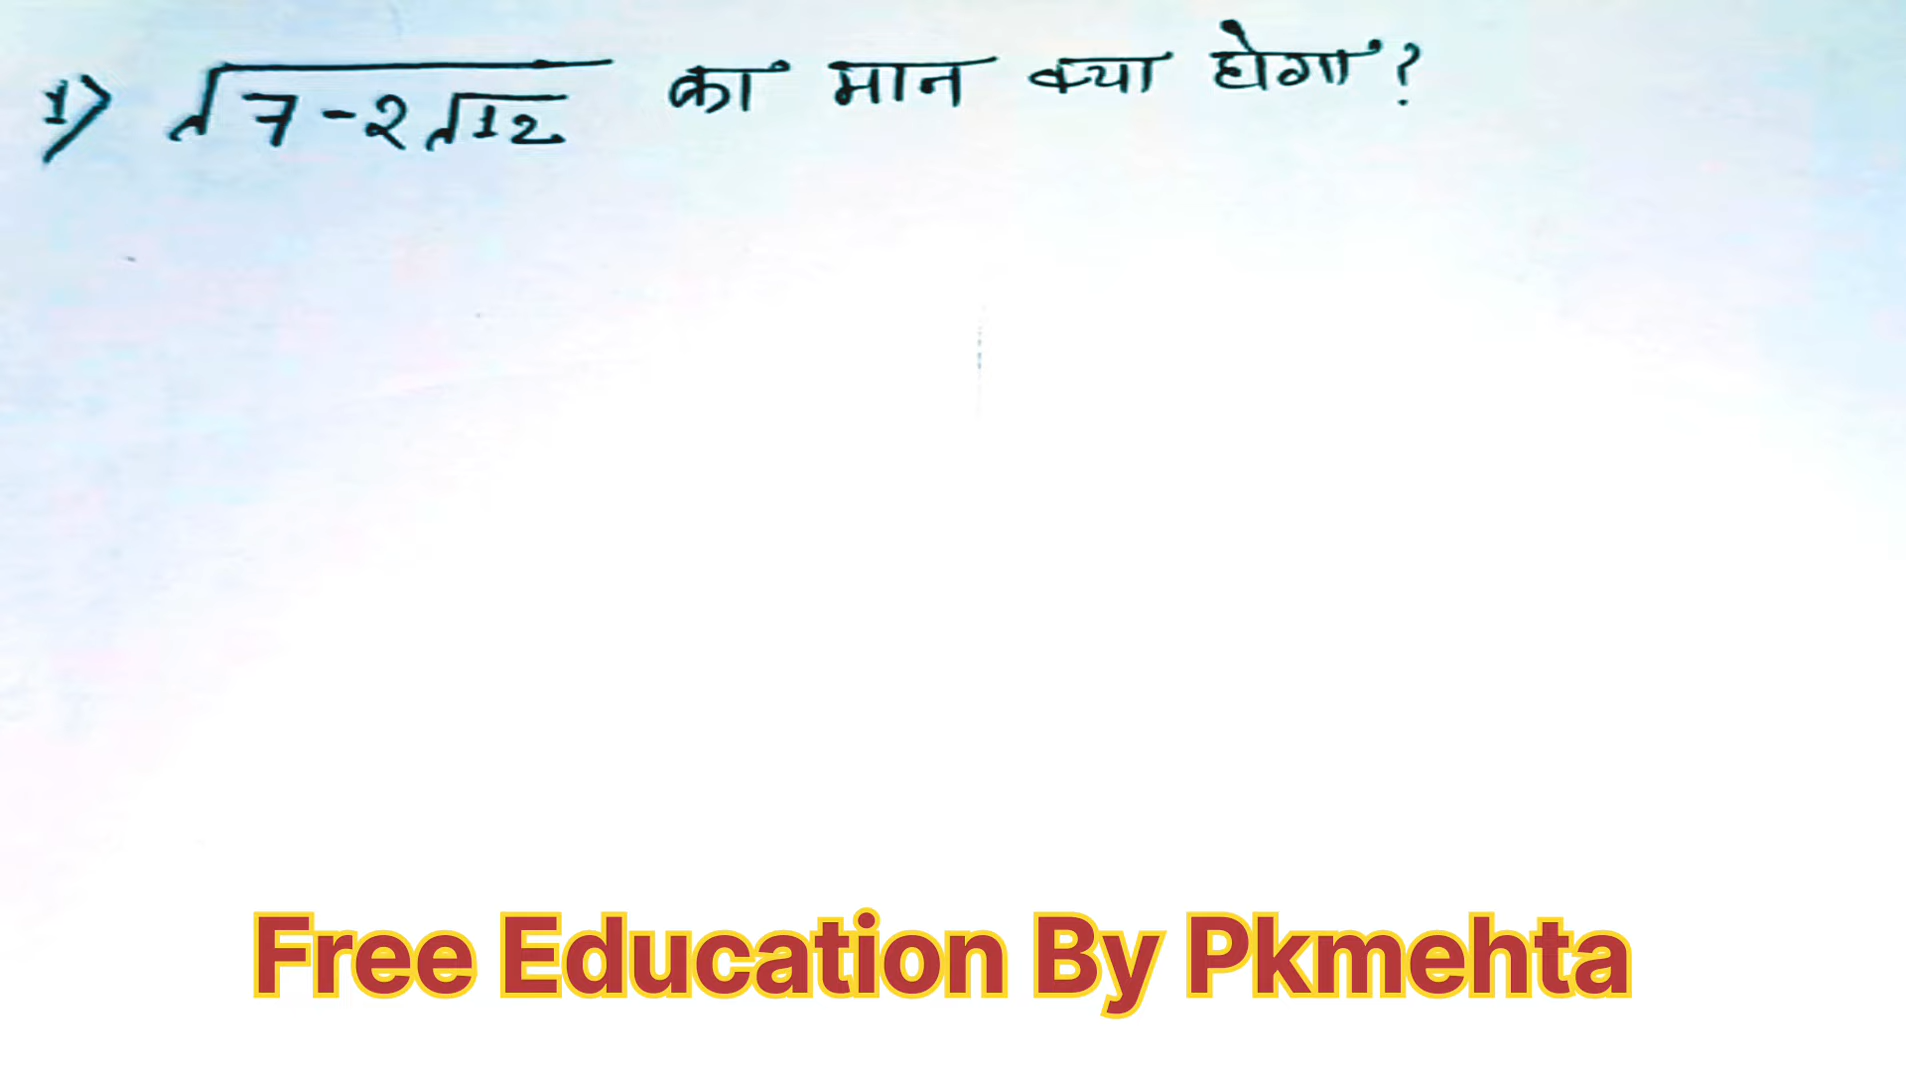 1) √7-2√12 का मान क्या होगा?
Free Education By Pkmehta